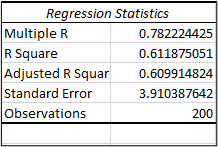 Regression Statistics
Multiple R 0.782224425
R Square 0.611875051
Adjusted R Squar 0.609914824
Standard Error 3.910387642
Observations 200